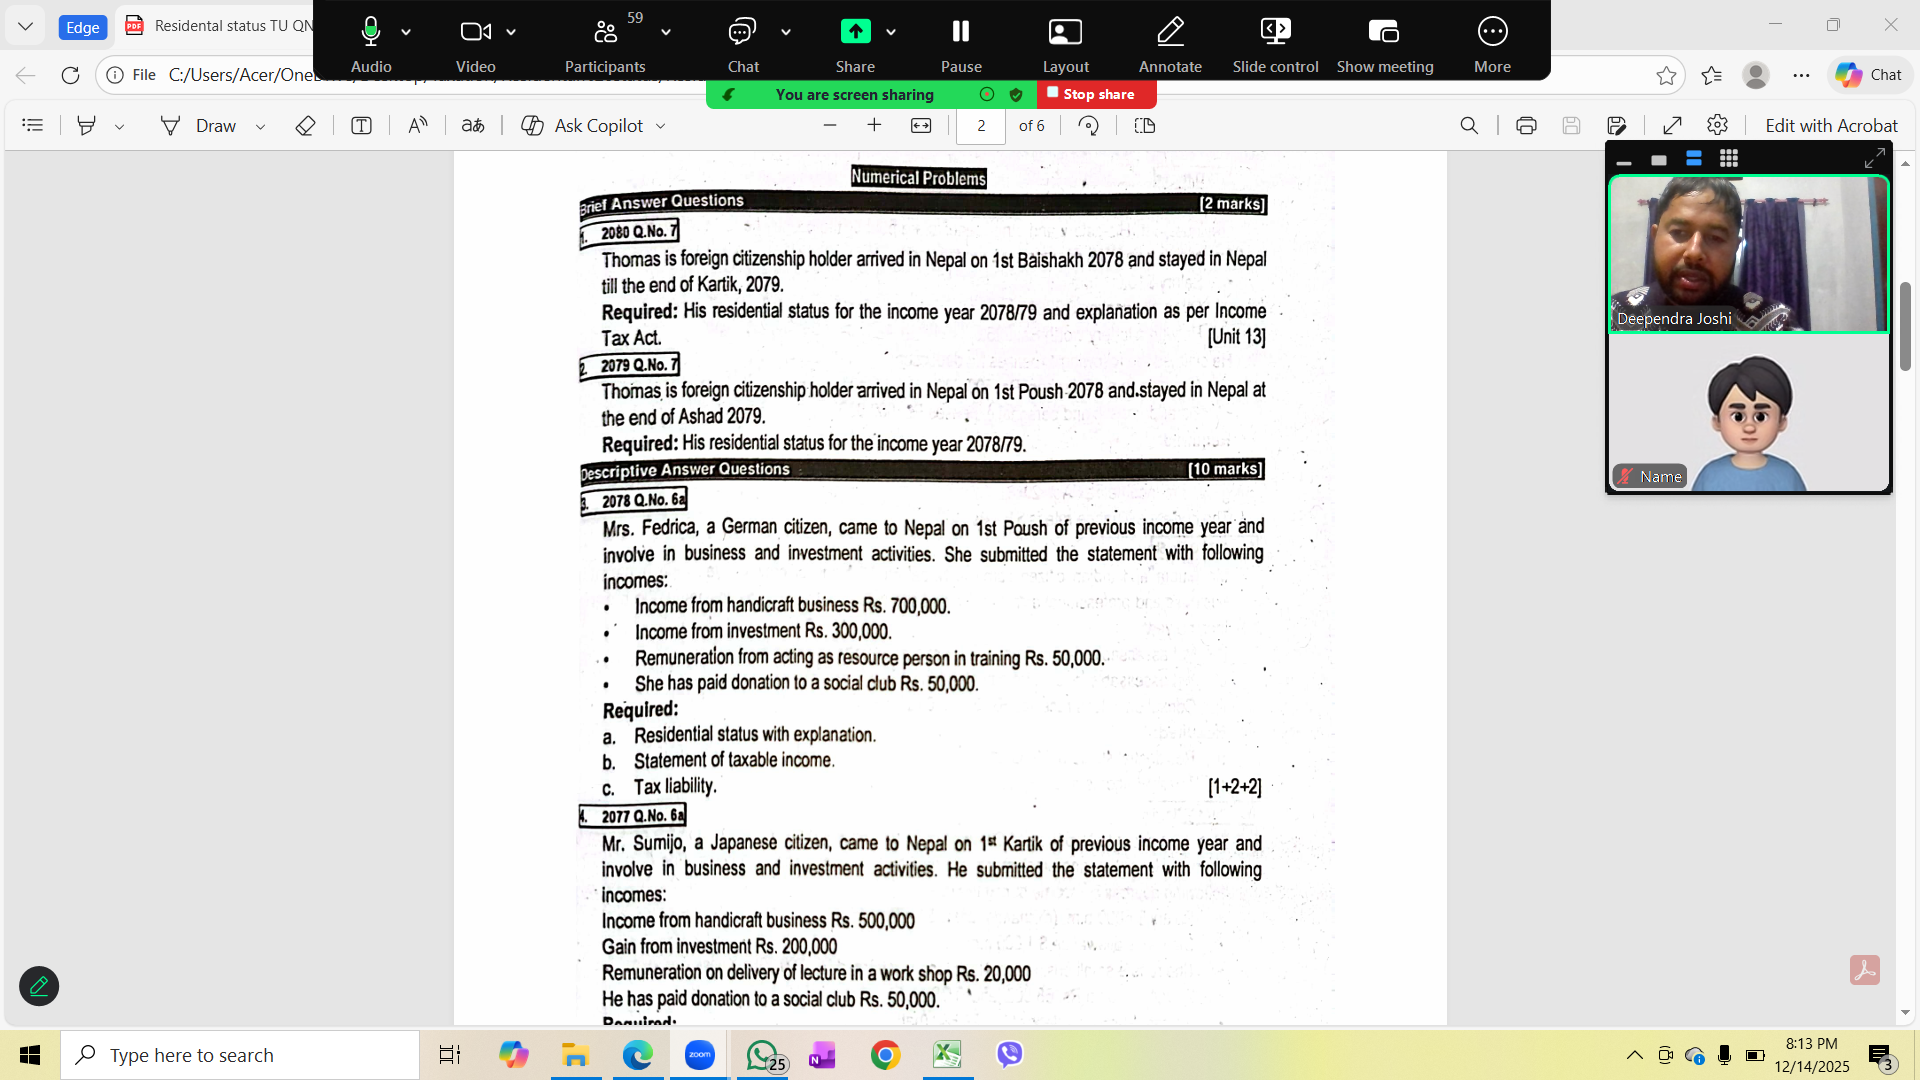 Edge
Residental status TU QN
Audio
Video
59
Participants
Chat
Share
Pause
Layout
Annotate
Slide control
Show meeting
More
File
Chat
You are screen sharing
Stop share
Draw
aあ
Ask Copilot
2
of 6
Edit with Acrobat
Numerical Problems
Brief Answer Questions [2 marks]
1. 2080 Q.No. 7
Thomas is foreign citizenship holder arrived in Nepal on 1st Baishakh 2078 and stayed in Nepal
till the end of Kartik, 2079.
Required: His residential status for the income year 2078/79 and explanation as per Income
Tax Act. [Unit 13]
2. 2079 Q.No. 7
Thomas is foreign citizenship holder arrived in Nepal on 1st Poush 2078 and stayed in Nepal at
the end of Ashad 2079.
Required: His residential status for the income year 2078/79.
Descriptive Answer Questions [10 marks]
3. 2078 Q.No. 6a
Mrs. Fedrica, a German citizen, came to Nepal on 1st Poush of previous income year and
involve in business and investment activities. She submitted the statement with following
incomes:
• Income from handicraft business Rs. 700,000.
• Income from investment Rs. 300,000.
• Remuneration from acting as resource person in training Rs. 50,000.
• She has paid donation to a social club Rs. 50,000.
Required:
a. Residential status with explanation.
b. Statement of taxable income.
c. Tax liability. [1+2+2]
4. 2077 Q.No. 6a
Mr. Sumijo, a Japanese citizen, came to Nepal on 1st Kartik of previous income year and
involve in business and investment activities. He submitted the statement with following
incomes:
Income from handicraft business Rs. 500,000
Gain from investment Rs. 200,000
Remuneration on delivery of lecture in a work shop Rs. 20,000
He has paid donation to a social club Rs. 50,000.
Required:
Deependra Joshi
Name
Type here to search
zoom
25
8:13 PM
12/14/2025
3